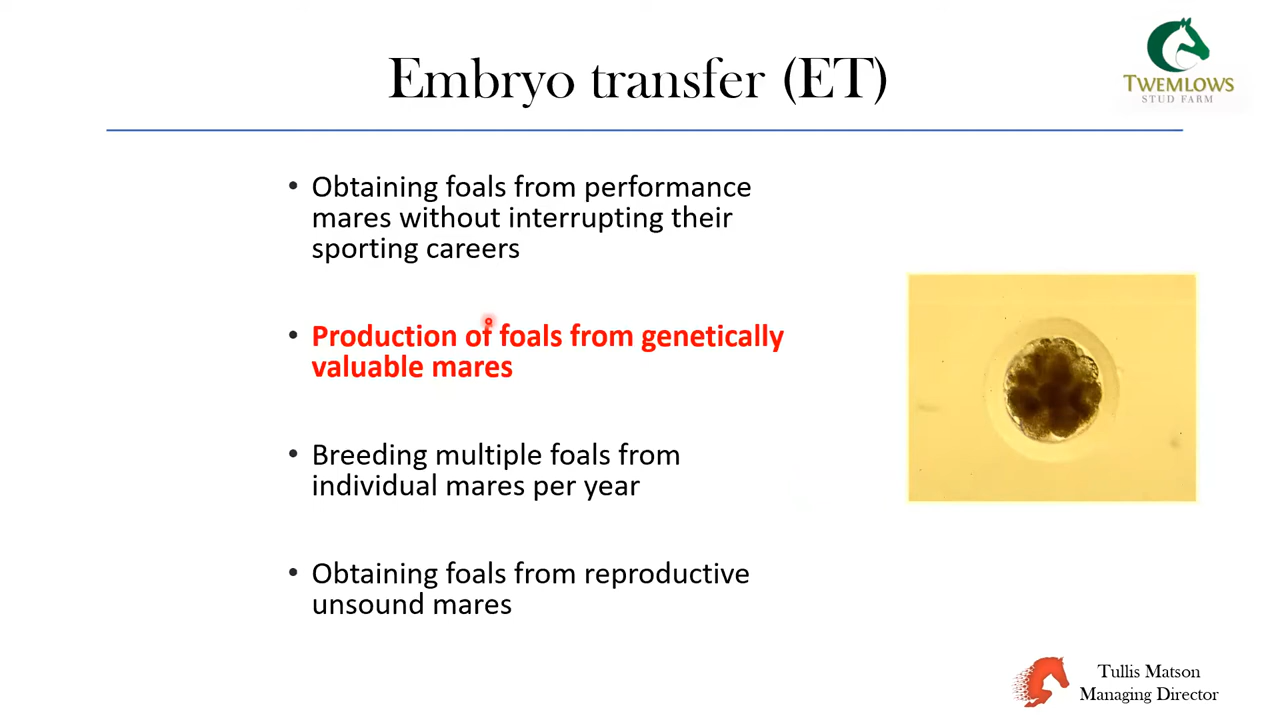 Embryo transfer (ET)
TWEMLOWS
STUD FARM
• Obtaining foals from performance
mares without interrupting their
sporting careers
• Production of foals from genetically
valuable mares
• Breeding multiple foals from
individual mares per year
• Obtaining foals from reproductive
unsound mares
Tullis Matson
Managing Director